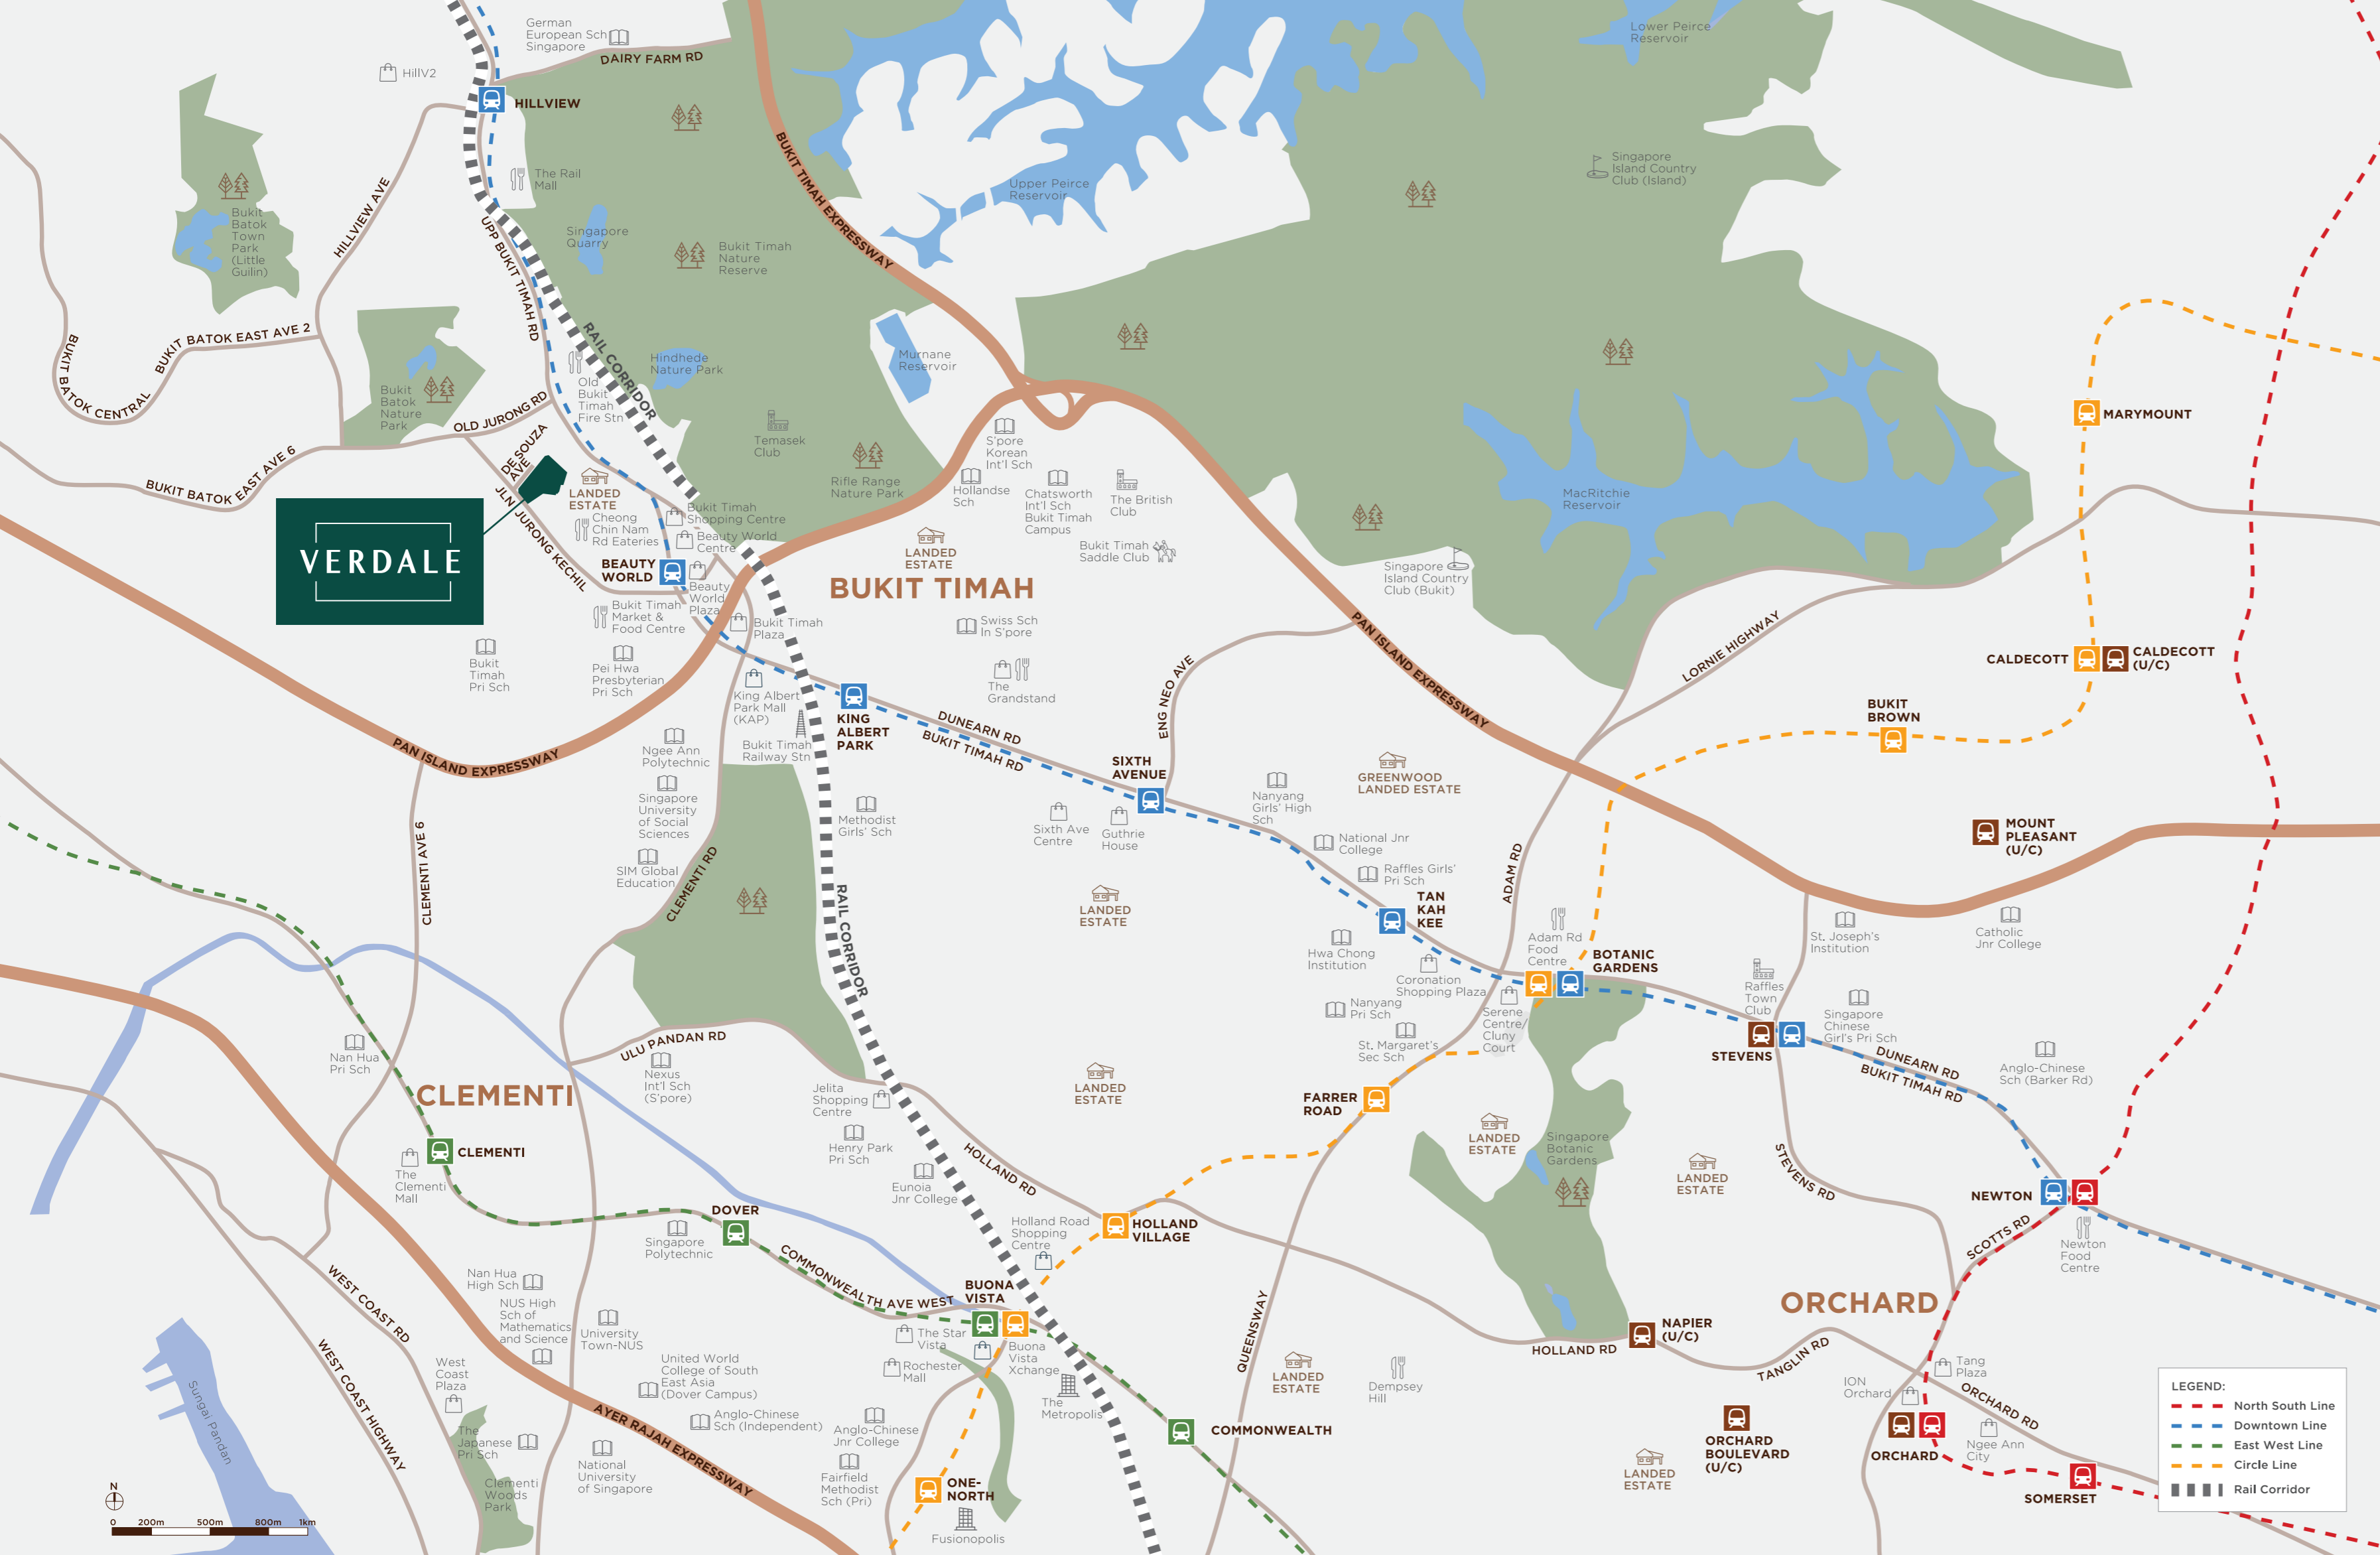 German
European Sch
Singapore
DAIRY FARM RD
HillV2
HILLVIEW
Lower Peirce
Reservoir
BUKIT TIMAH EXPRESSWAY
The Rail
Mall
Upper Peirce
Reservoir
Singapore
Island Country
Club (Island)
HILLVIEW AVE
Bukit
Batok
Town
Park
(Little
Guilin)
UPP BUKIT TIMAH RD
Singapore
Quarry
Bukit Timah
Nature
Reserve
BUKIT BATOK EAST AVE 2
BUKIT BATOK CENTRAL
RAIL CORRIDOR
Hindhede
Nature Park
Murnane
Reservoir
Bukit
Batok
Nature
Park
Old
Bukit
Timah
Fire Stn
OLD JURONG RD
Temasek
Club
S'pore
Korean
Int'l Sch
MARYMOUNT
BUKIT BATOK EAST AVE 6
DE SOUZA
AVE
LANDED
ESTATE
Rifle Range
Nature Park
Hollandse
Sch
Chatsworth
Int'l Sch
Bukit Timah
Campus
The British
Club
MacRitchie
Reservoir
JLN JURONG KECHIL
Cheong
Chin Nam
Rd Eateries
Bukit Timah
Shopping Centre
Beauty World
Centre
LANDED
ESTATE
Bukit Timah
Saddle Club
VERDALE
BEAUTY
WORLD
Beauty
World
Plaza
BUKIT TIMAH
Singapore
Island Country
Club (Bukit)
Bukit Timah
Market &
Food Centre
Bukit Timah
Plaza
Swiss Sch
In S'pore
PAN ISLAND EXPRESSWAY
LORNIE HIGHWAY
Bukit
Timah
Pri Sch
Pei Hwa
Presbyterian
Pri Sch
King Albert
Park Mall
(KAP)
The
Grandstand
ENG NEO AVE
CALDECOTT
CALDECOTT
(U/C)
KING
ALBERT
PARK
DUNEARN RD
BUKIT TIMAH RD
BUKIT
BROWN
PAN ISLAND EXPRESSWAY
Ngee Ann
Polytechnic
Bukit Timah
Railway Stn
SIXTH
AVENUE
GREENWOOD
LANDED ESTATE
Singapore
University
of Social
Sciences
Methodist
Girls' Sch
Sixth Ave
Centre
Guthrie
House
Nanyang
Girls' High
Sch
National Jnr
College
MOUNT
PLEASANT
(U/C)
CLEMENTI AVE 6
SIM Global
Education
CLEMENTI RD
RAIL CORRIDOR
LANDED
ESTATE
Raffles Girls'
Pri Sch
TAN
KAH
KEE
ADAM RD
Hwa Chong
Institution
Adam Rd
Food
Centre
BOTANIC
GARDENS
St. Joseph's
Institution
Catholic
Jnr College
Coronation
Shopping Plaza
Raffles
Town
Club
Nanyang
Pri Sch
Serene
Centre/
Cluny
Court
Singapore
Chinese
Girl's Pri Sch
St. Margaret's
Sec Sch
STEVENS
DUNEARN RD
BUKIT TIMAH RD
Anglo-Chinese
Sch (Barker Rd)
Nan Hua
Pri Sch
ULU PANDAN RD
Nexus
Int'l Sch
(S'pore)
CLEMENTI
Jelita
Shopping
Centre
LANDED
ESTATE
FARRER
ROAD
CLEMENTI
Henry Park
Pri Sch
HOLLAND RD
LANDED
ESTATE
Singapore
Botanic
Gardens
The
Clementi
Mall
Eunoia
Jnr College
LANDED
ESTATE
STEVENS RD
NEWTON
DOVER
Singapore
Polytechnic
Holland Road
Shopping
Centre
HOLLAND
VILLAGE
SCOTTS RD
Newton
Food
Centre
COMMONWEALTH AVE WEST
BUONA
VISTA
Nan Hua
High Sch
WEST COAST RD
NUS High
Sch of
Mathematics
and Science
University
Town-NUS
The Star
Vista
Buona
Vista
Xchange
QUEENSWAY
ORCHARD
NAPIER
(U/C)
HOLLAND RD
TANGLIN RD
WEST COAST HIGHWAY
West
Coast
Plaza
United World
College of South
East Asia
(Dover Campus)
Rochester
Mall
LANDED
ESTATE
Dempsey
Hill
Tang
Plaza
ION
Orchard
ORCHARD RD
Sungai Pandan
Anglo-Chinese
Sch (Independent)
The
Metropolis
The
Japanese
Pri Sch
AYER RAJAH EXPRESSWAY
Anglo-Chinese
Jnr College
COMMONWEALTH
ORCHARD
BOULEVARD
(U/C)
ORCHARD
Ngee Ann
City
National
University
of Singapore
Fairfield
Methodist
Sch (Pri)
ONE-
NORTH
LANDED
ESTATE
SOMERSET
Clementi
Woods
Park
Fusionopolis
N
0 200m 500m 800m 1km
LEGEND:
North South Line
Downtown Line
East West Line
Circle Line
Rail Corridor